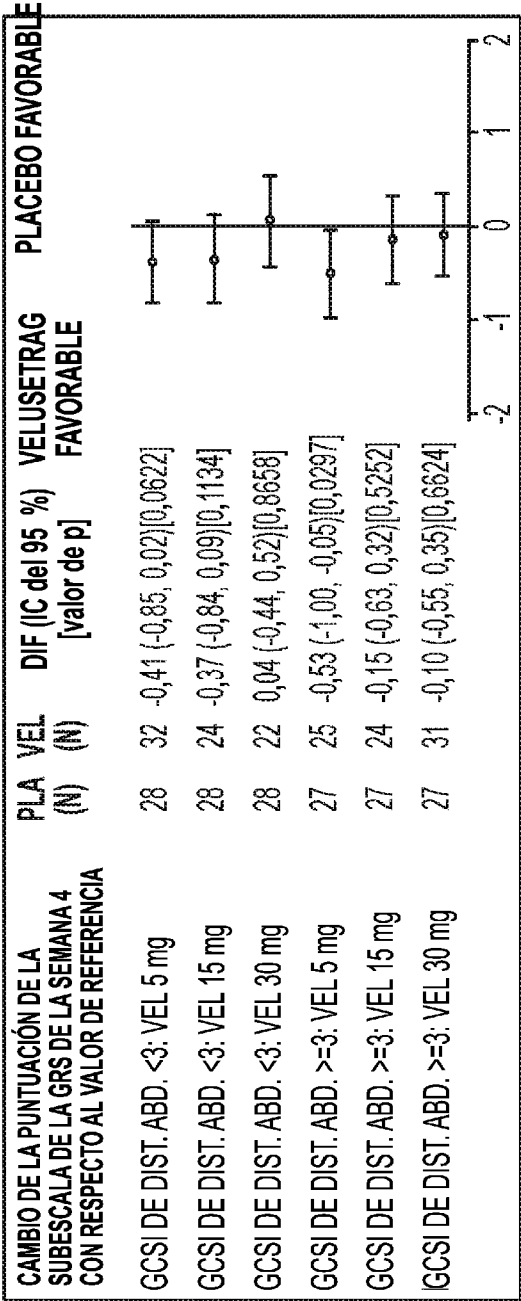 CAMBIO DE LA PUNTUACIÓN DE LA
SUBESCALA DE LA GRS DE LA SEMANA 4
CON RESPECTO AL VALOR DE REFERENCIA
PLA VEL
(N) (N)
DIF (IC del 95 %)
[valor de p]
VELUSETRAG
FAVORABLE
PLACEBO FAVORABLE
GCSI DE DIST. ABD. <3: VEL 5 mg 28 32 -0,41 (-0,85, 0,02)[0,0622]
GCSI DE DIST. ABD. <3: VEL 15 mg 28 24 -0,37 (-0,84, 0,09)[0,1134]
GCSI DE DIST. ABD. <3: VEL 30 mg 28 22 0,04 (-0,44, 0,52)[0,8658]
GCSI DE DIST. ABD. >=3: VEL 5 mg 27 25 -0,53 (-1,00, -0,05)[0,0297]
GCSI DE DIST. ABD. >=3: VEL 15 mg 27 24 -0,15 (-0,63, 0,32)[0,5252]
GCSI DE DIST. ABD. >=3: VEL 30 mg 27 31 -0,10 (-0,55, 0,35)[0,6624]
-2 -1 0 1 2